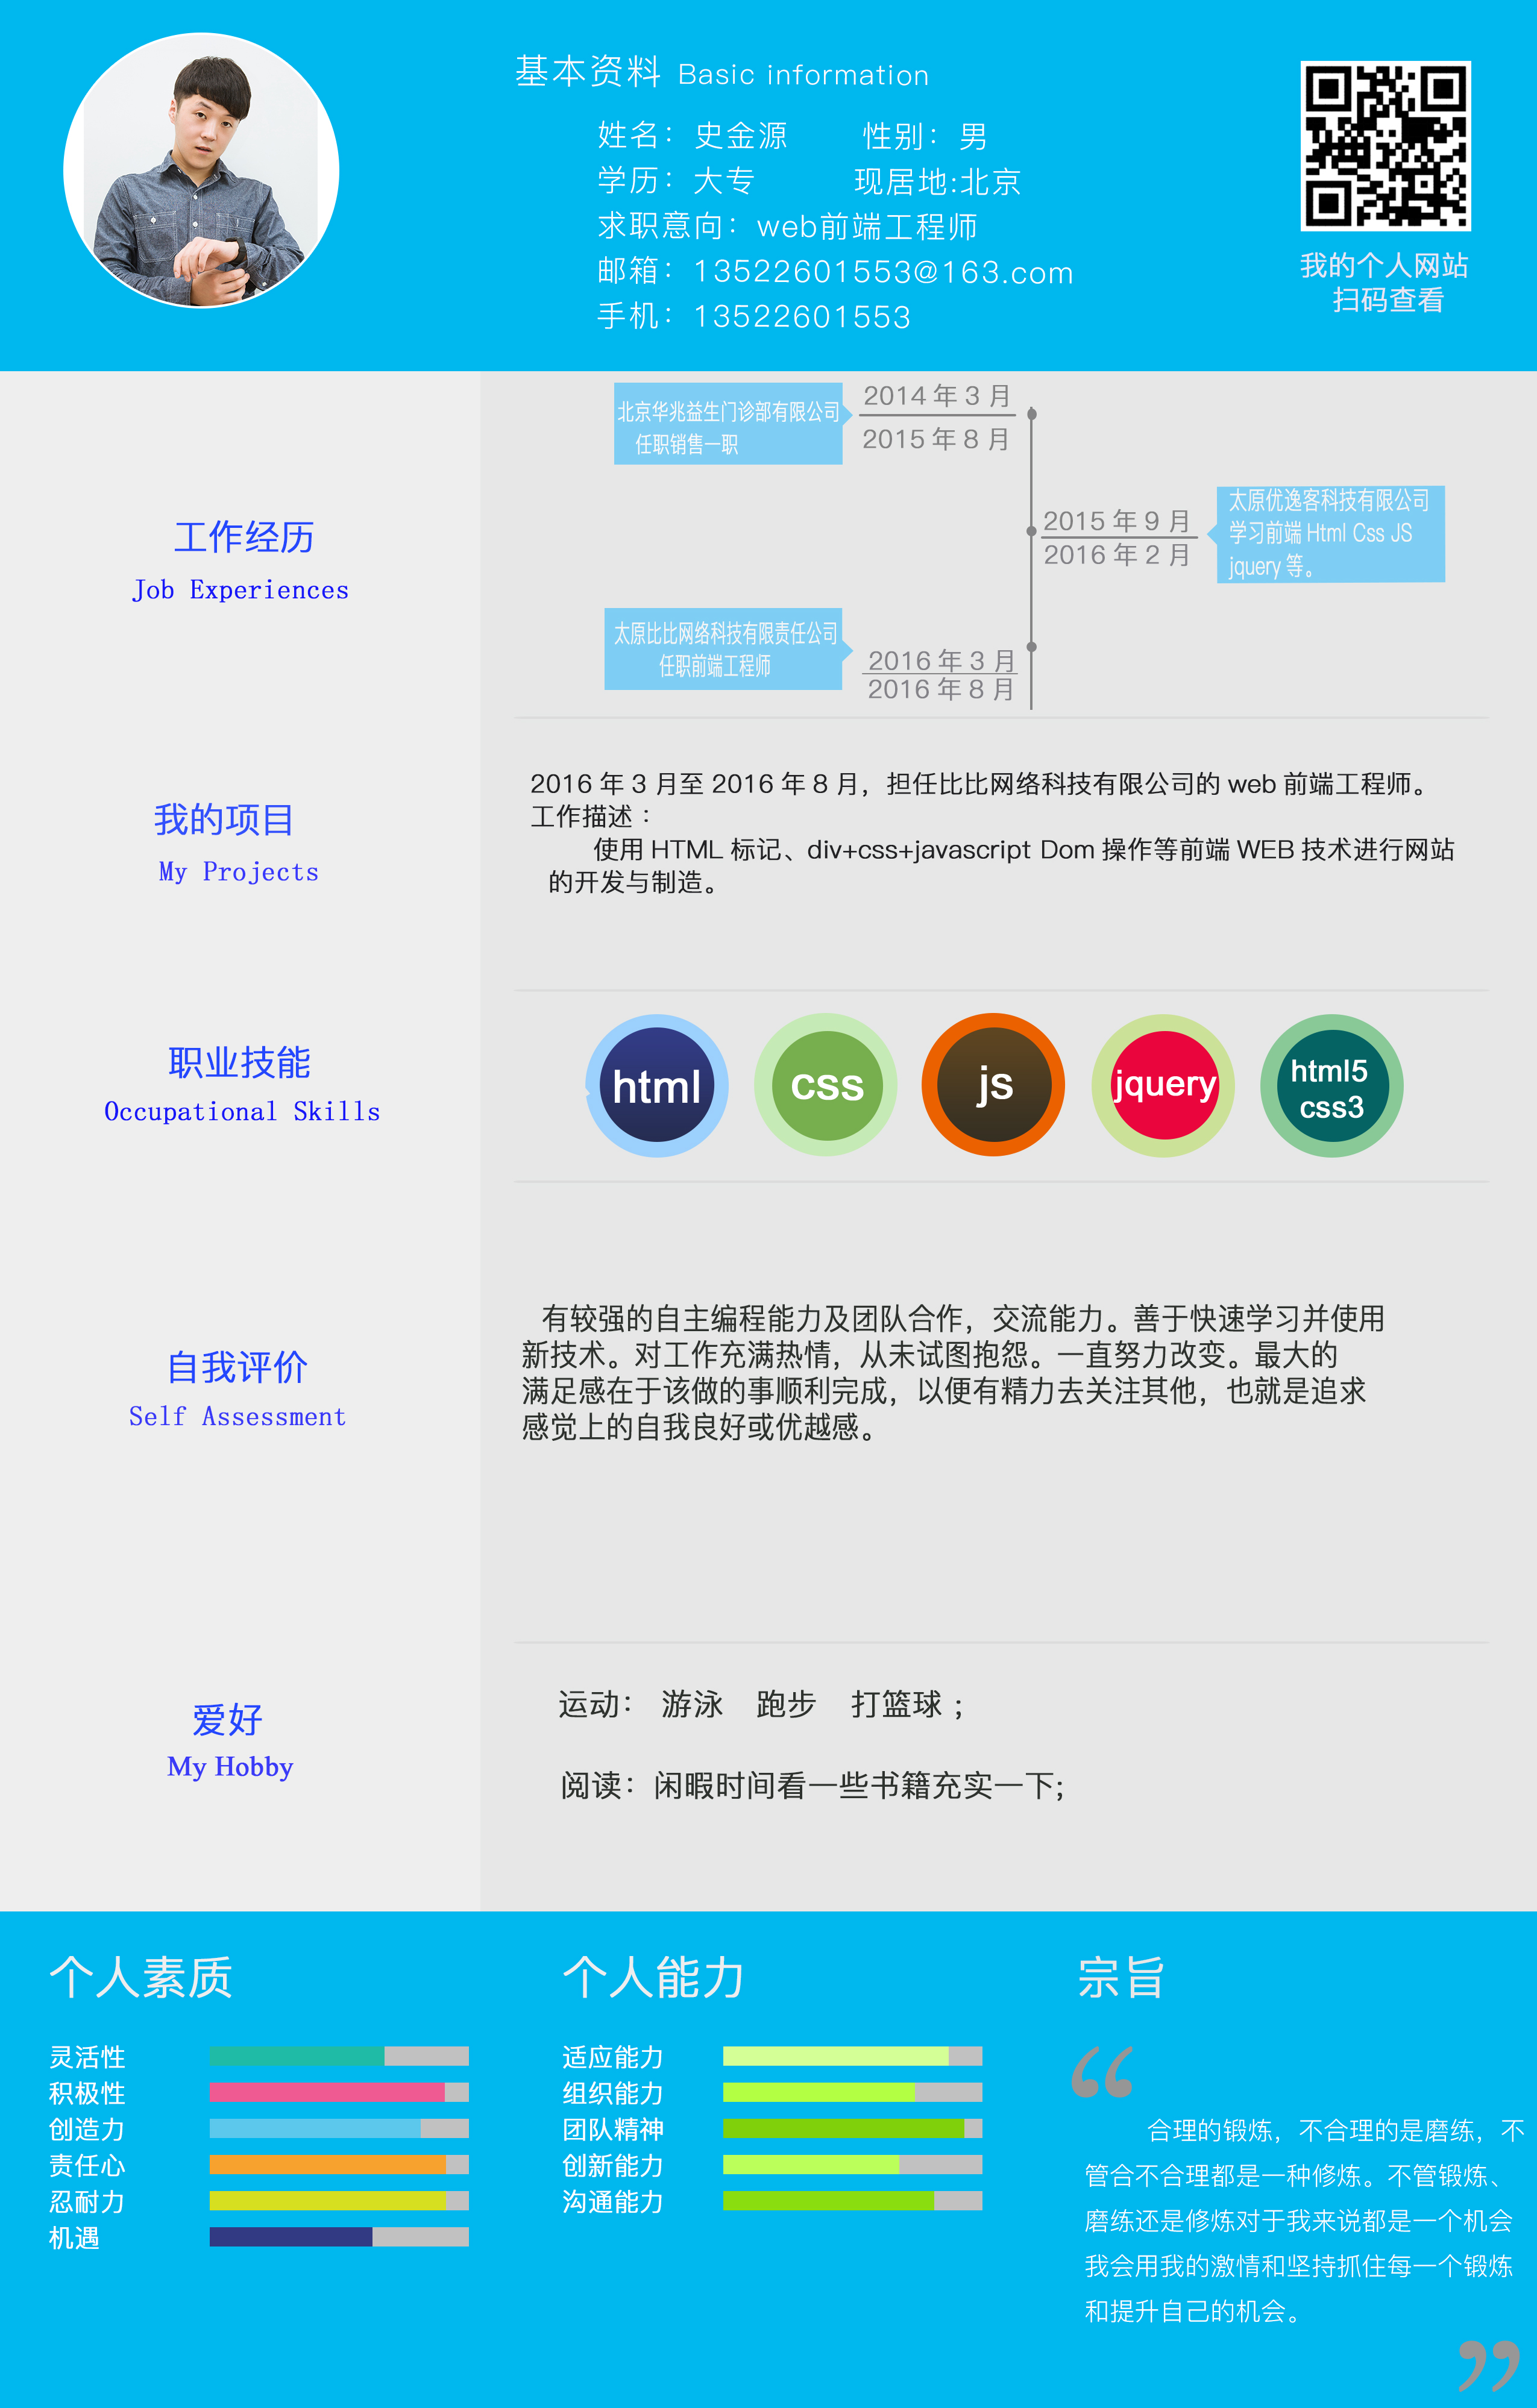 基本资料 Basic information
姓名：史金源 性别：男
学历：大专 现居地:北京
求职意向：web前端工程师
邮箱：13522601553@163.com
手机：13522601553
我的个人网站
扫码查看
工作经历
Job Experiences
北京华兆益生门诊部有限公司
任职销售一职
2014 年 3 月
2015 年 8 月
2015 年 9 月
2016 年 2 月
太原优逸客科技有限公司
学习前端 Html Css JS
jquery 等。
太原比比网络科技有限责任公司
任职前端工程师
2016 年 3 月
2016 年 8 月
我的项目
My Projects
2016 年 3 月至 2016 年 8 月，担任比比网络科技有限公司的 web 前端工程师。
工作描述：
使用 HTML 标记、div+css+javascript Dom 操作等前端 WEB 技术进行网站
的开发与制造。
职业技能
Occupational Skills
html
css
js
jquery
html5
css3
自我评价
Self Assessment
有较强的自主编程能力及团队合作，交流能力。善于快速学习并使用
新技术。对工作充满热情，从未试图抱怨。一直努力改变。最大的
满足感在于该做的事顺利完成，以便有精力去关注其他，也就是追求
感觉上的自我良好或优越感。
爱好
My Hobby
运动： 游泳 跑步 打篮球；
阅读：闲暇时间看一些书籍充实一下；
个人素质
灵活性
积极性
创造力
责任心
忍耐力
机遇
个人能力
适应能力
组织能力
团队精神
创新能力
沟通能力
宗旨
“
合理的锻炼，不合理的是磨练，不
管合不合理都是一种修炼。不管锻炼、
磨练还是修炼对于我来说都是一个机会
我会用我的激情和坚持抓住每一个锻炼
和提升自己的机会。
”